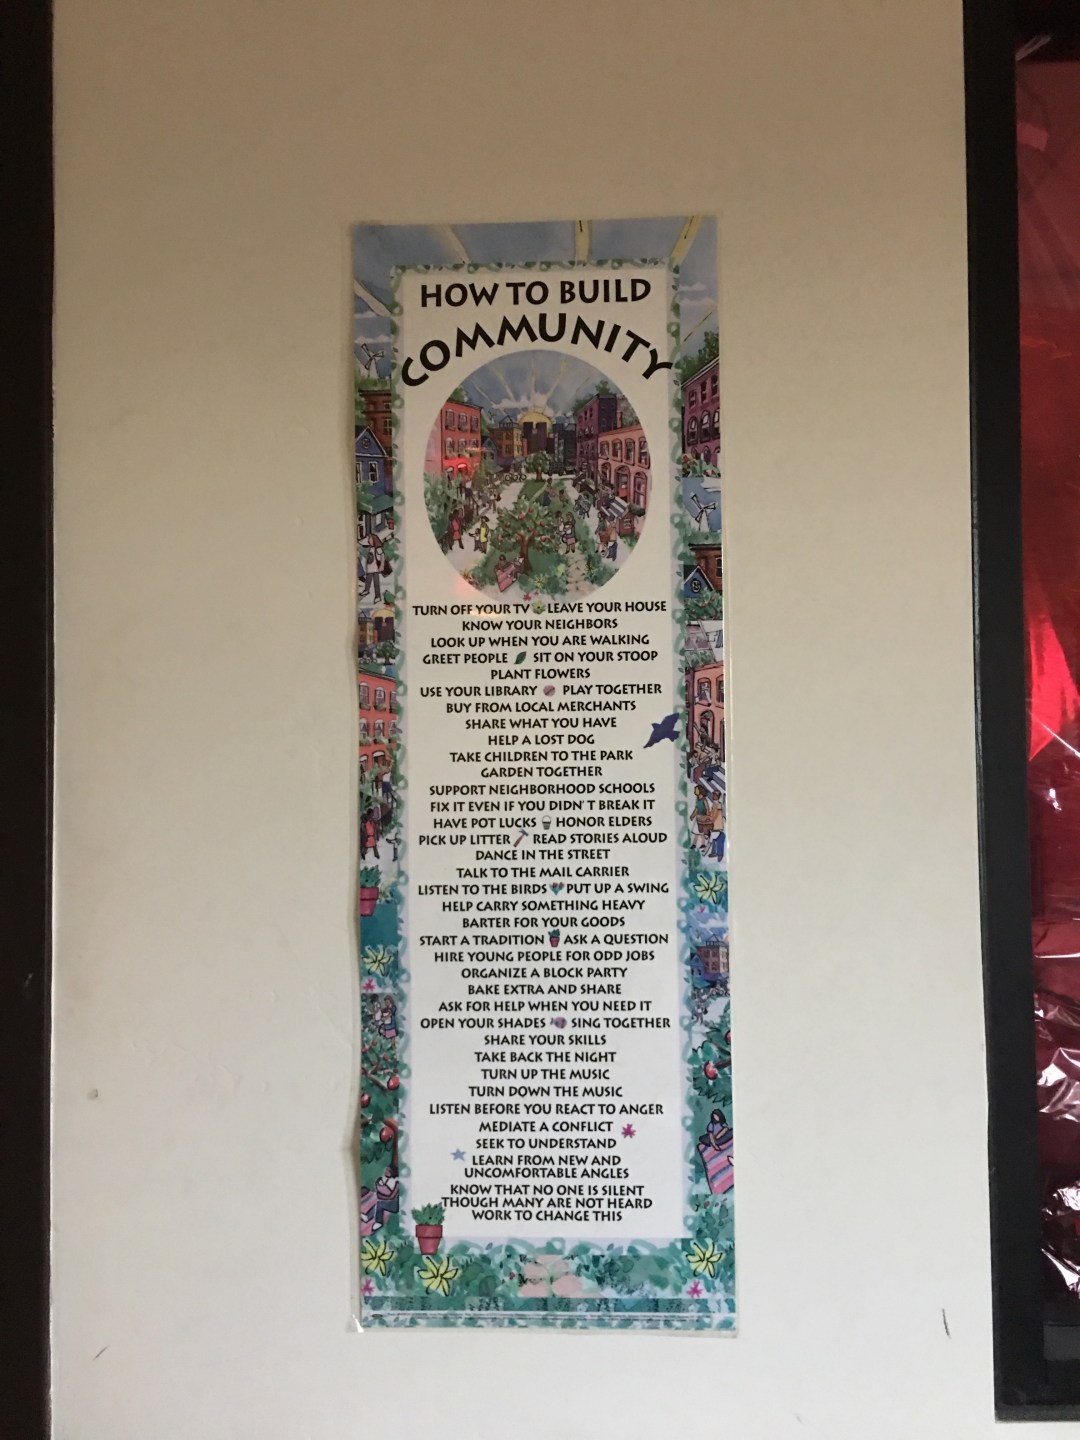 HOW TO BUILD
COMMUNITY
TURN OFF YOUR TV LEAVE YOUR HOUSE
KNOW YOUR NEIGHBORS
LOOK UP WHEN YOU ARE WALKING
GREET PEOPLE SIT ON YOUR STOOP
PLANT FLOWERS
USE YOUR LIBRARY PLAY TOGETHER
BUY FROM LOCAL MERCHANTS
SHARE WHAT YOU HAVE
HELP A LOST DOG
TAKE CHILDREN TO THE PARK
GARDEN TOGETHER
SUPPORT NEIGHBORHOOD SCHOOLS
FIX IT EVEN IF YOU DIDN'T BREAK IT
HAVE POT LUCKS HONOR ELDERS
PICK UP LITTER READ STORIES ALOUD
DANCE IN THE STREET
TALK TO THE MAIL CARRIER
LISTEN TO THE BIRDS PUT UP A SWING
HELP CARRY SOMETHING HEAVY
BARTER FOR YOUR GOODS
START A TRADITION ASK A QUESTION
HIRE YOUNG PEOPLE FOR ODD JOBS
ORGANIZE A BLOCK PARTY
BAKE EXTRA AND SHARE
ASK FOR HELP WHEN YOU NEED IT
OPEN YOUR SHADES SING TOGETHER
SHARE YOUR SKILLS
TAKE BACK THE NIGHT
TURN UP THE MUSIC
TURN DOWN THE MUSIC
LISTEN BEFORE YOU REACT TO ANGER
MEDIATE A CONFLICT
SEEK TO UNDERSTAND
LEARN FROM NEW AND
UNCOMFORTABLE ANGLES
KNOW THAT NO ONE IS SILENT
THOUGH MANY ARE NOT HEARD
WORK TO CHANGE THIS